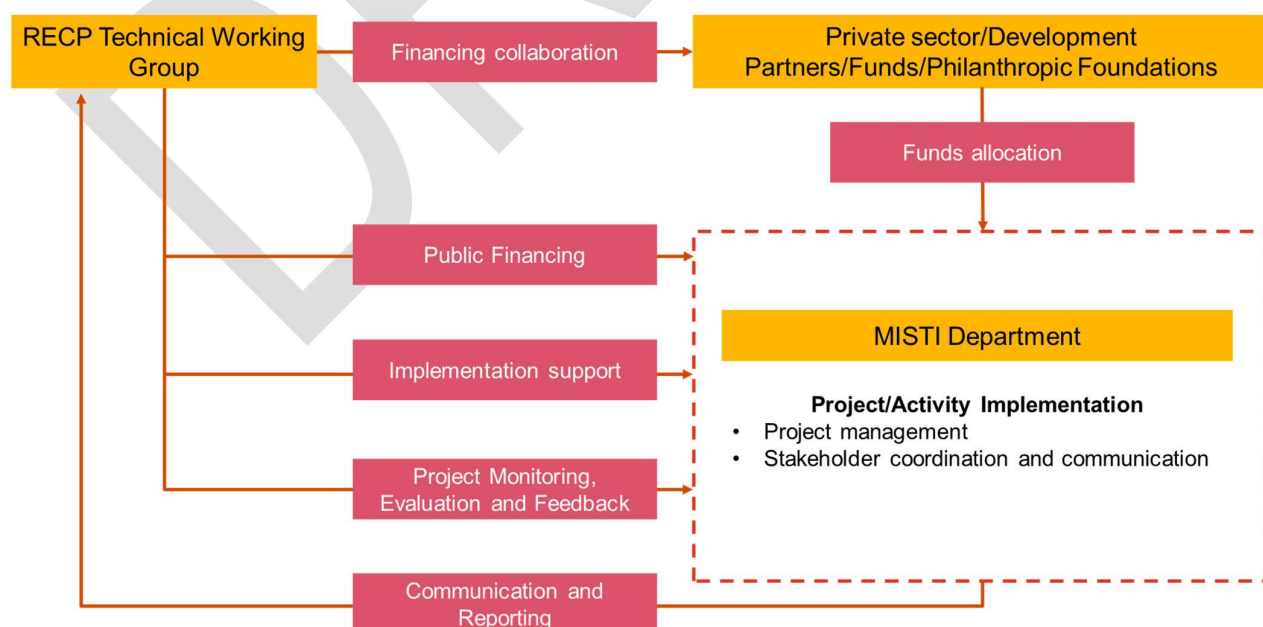 RECP Technical Working
Group
Financing collaboration
Private sector/Development
Partners/Funds/Philanthropic Foundations
Funds allocation
Public Financing
MISTI Department
Implementation support
Project/Activity Implementation
• Project management
• Stakeholder coordination and communication
Project Monitoring,
Evaluation and Feedback
Communication and
Reporting